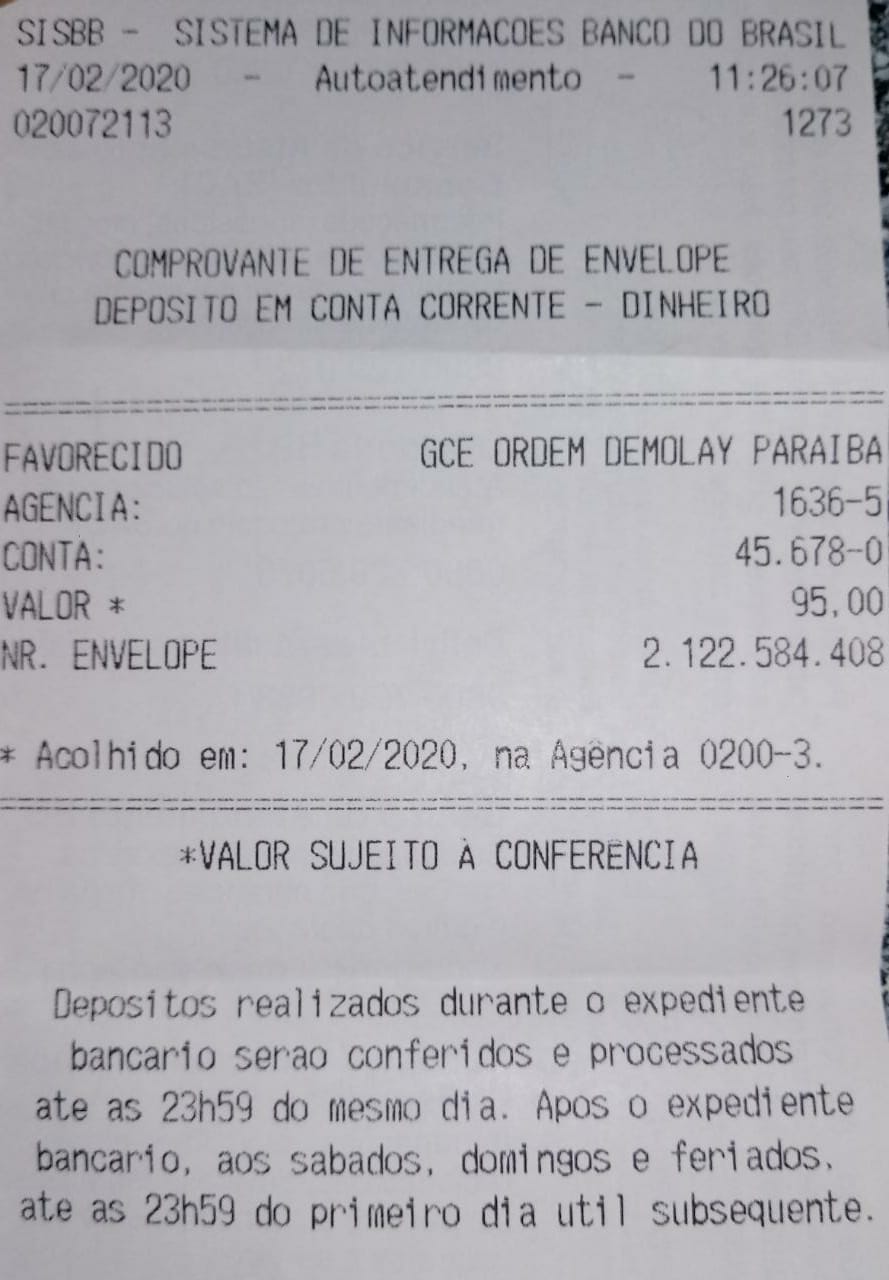 SISBB - SISTEMA DE INFORMACOES BANCO DO BRASIL
17/02/2020 - Autoatendimento - 11:26:07
020072113 1273
COMPROVANTE DE ENTREGA DE ENVELOPE
DEPOSITO EM CONTA CORRENTE - DINHEIRO
FAVORECIDO GCE ORDEM DEMOLAY PARAIBA
AGENCIA: 1636-5
CONTA: 45.678-0
VALOR * 95,00
NR. ENVELOPE 2.122.584.408
* Acolhido em: 17/02/2020, na Agência 0200-3.
*VALOR SUJEITO À CONFERÊNCIA
Depositos realizados durante o expediente
bancario serao conferidos e processados
ate as 23h59 do mesmo dia. Apos o expediente
bancario, aos sabados, domingos e feriados,
ate as 23h59 do primeiro dia util subsequente.